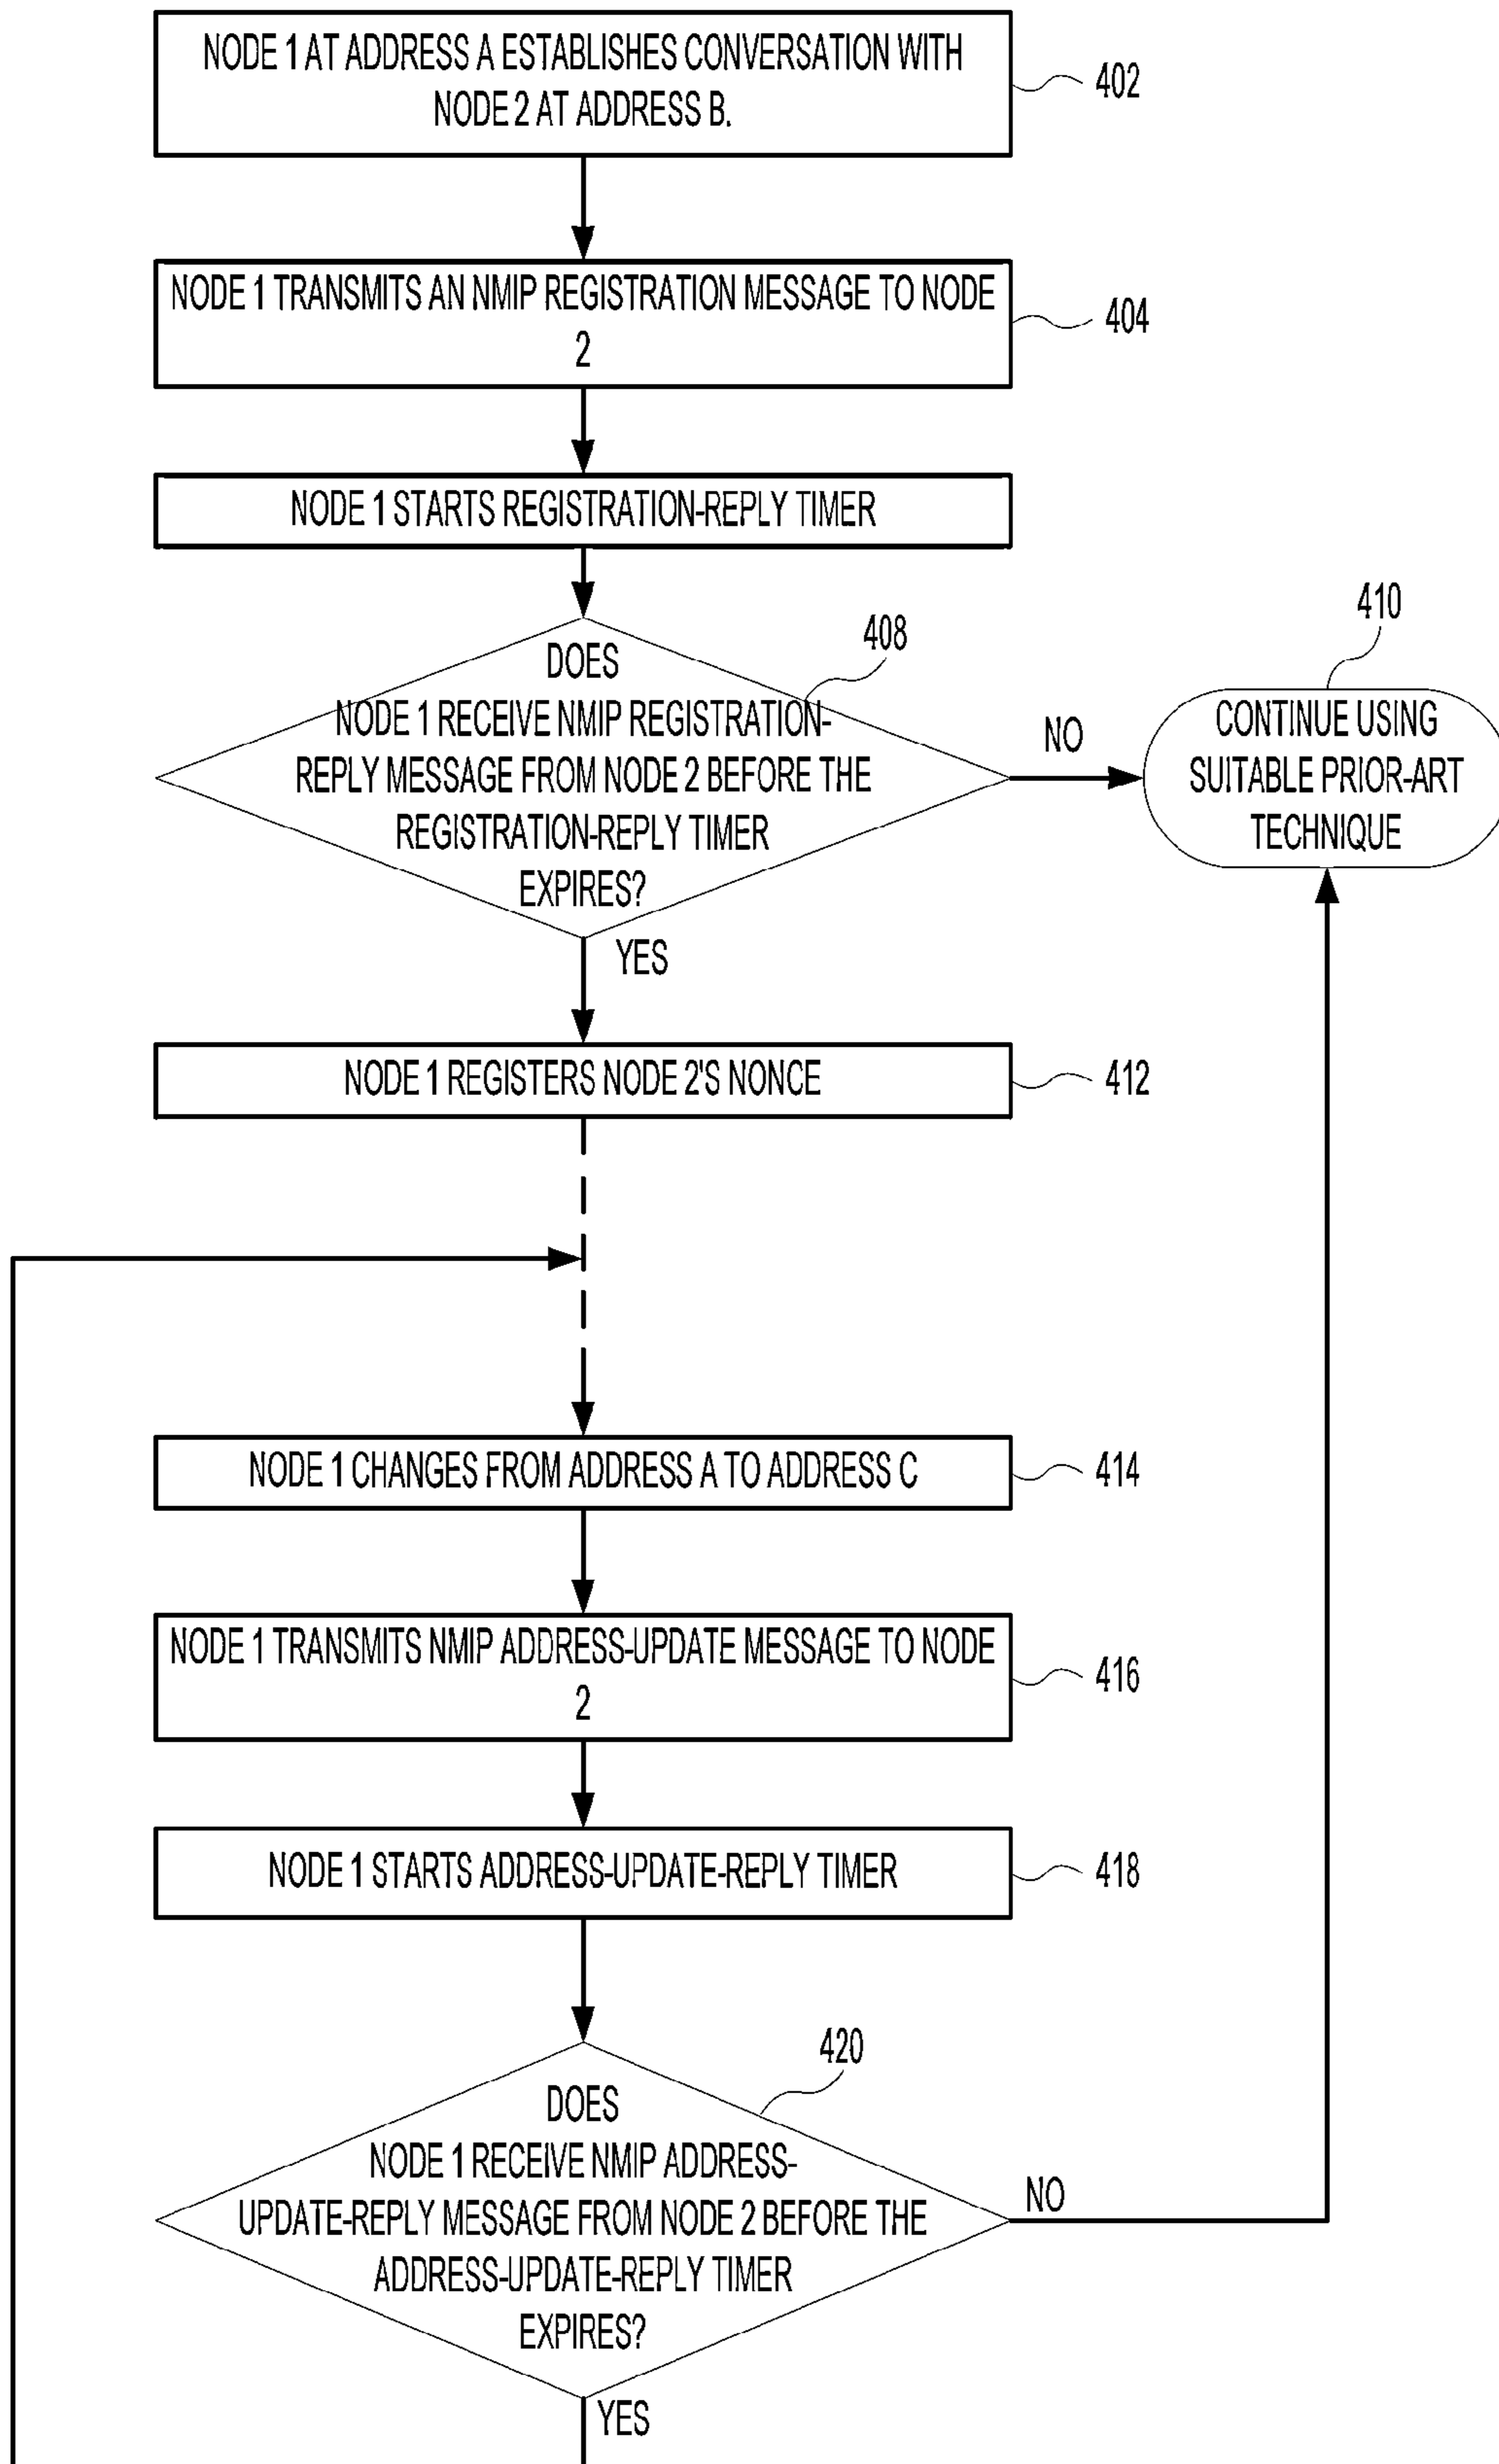 NODE 1 AT ADDRESS A ESTABLISHES CONVERSATION WITH
NODE 2 AT ADDRESS B.
402
NODE 1 TRANSMITS AN NMIP REGISTRATION MESSAGE TO NODE
2
404
NODE 1 STARTS REGISTRATION-REPLY TIMER
408
DOES
NODE 1 RECEIVE NMIP REGISTRATION-
REPLY MESSAGE FROM NODE 2 BEFORE THE
REGISTRATION-REPLY TIMER
EXPIRES?
NO
410
CONTINUE USING
SUITABLE PRIOR-ART
TECHNIQUE
YES
NODE 1 REGISTERS NODE 2'S NONCE
412
NODE 1 CHANGES FROM ADDRESS A TO ADDRESS C
414
NODE 1 TRANSMITS NMIP ADDRESS-UPDATE MESSAGE TO NODE
2
416
NODE 1 STARTS ADDRESS-UPDATE-REPLY TIMER
418
420
DOES
NODE 1 RECEIVE NMIP ADDRESS-
UPDATE-REPLY MESSAGE FROM NODE 2 BEFORE THE
ADDRESS-UPDATE-REPLY TIMER
EXPIRES?
NO
YES